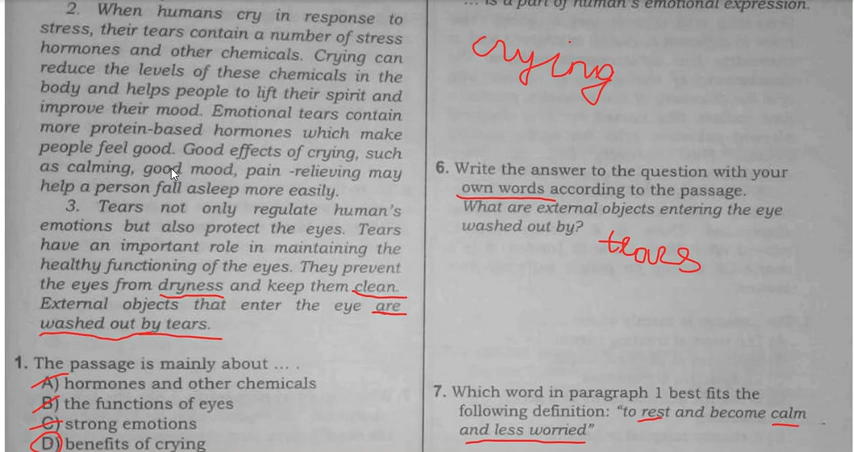 2. When humans cry in response to
stress, their tears contain a number of stress
hormones and other chemicals. Crying can
reduce the levels of these chemicals in the
body and helps people to lift their spirit and
improve their mood. Emotional tears contain
more protein-based hormones which make
people feel good. Good effects of crying, such
as calming, good mood, pain -relieving may
help a person fall asleep more easily.
3. Tears not only regulate human's
emotions but also protect the eyes. Tears
have an important role in maintaining the
healthy functioning of the eyes. They prevent
the eyes from dryness and keep them clean.
External objects that enter the eye are
washed out by tears.
1. The passage is mainly about ... .
A) hormones and other chemicals
B) the functions of eyes
C) strong emotions
D) benefits of crying
... is a part of human's emotional expression.
crying
6. Write the answer to the question with your
own words according to the passage.
What are external objects entering the eye
washed out by?
tears
7. Which word in paragraph 1 best fits the
following definition: "to rest and become calm
and less worried"